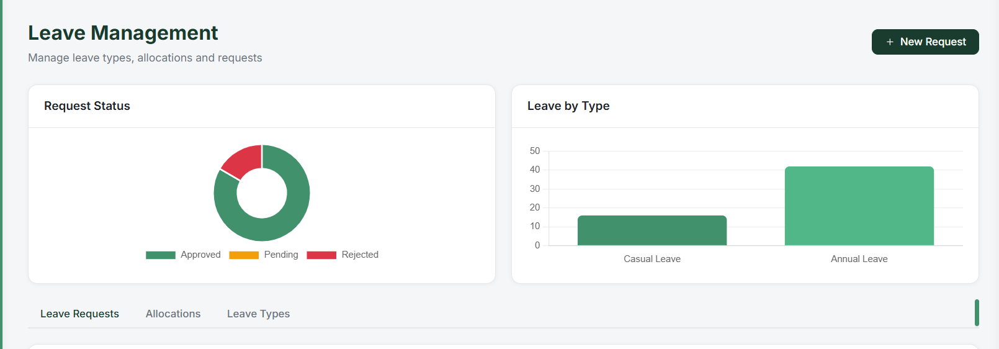 Leave Management
Manage leave types, allocations and requests
+ New Request
Request Status
Approved Pending Rejected
Leave by Type
50
40
30
20
10
0
Casual Leave Annual Leave
Leave Requests Allocations Leave Types